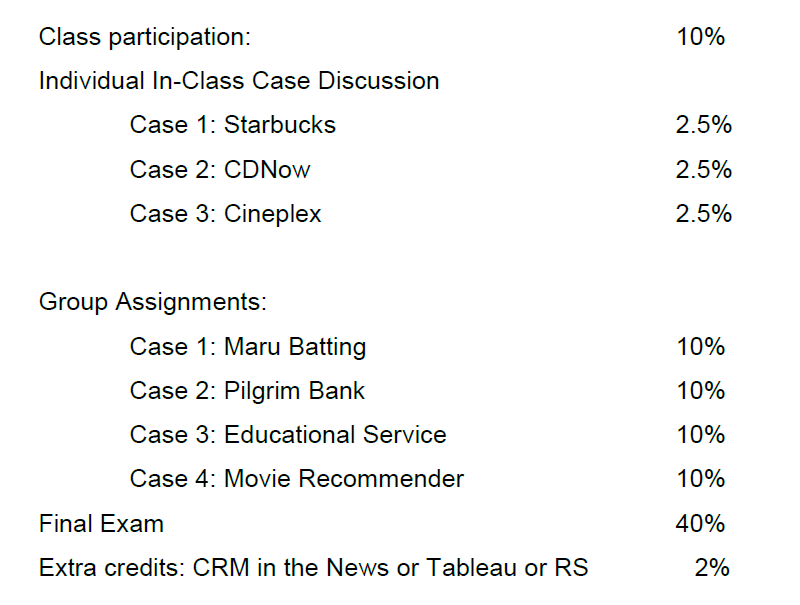 Class participation: 10%
Individual In-Class Case Discussion
Case 1: Starbucks 2.5%
Case 2: CDNow 2.5%
Case 3: Cineplex 2.5%
Group Assignments:
Case 1: Maru Batting 10%
Case 2: Pilgrim Bank 10%
Case 3: Educational Service 10%
Case 4: Movie Recommender 10%
Final Exam 40%
Extra credits: CRM in the News or Tableau or RS 2%